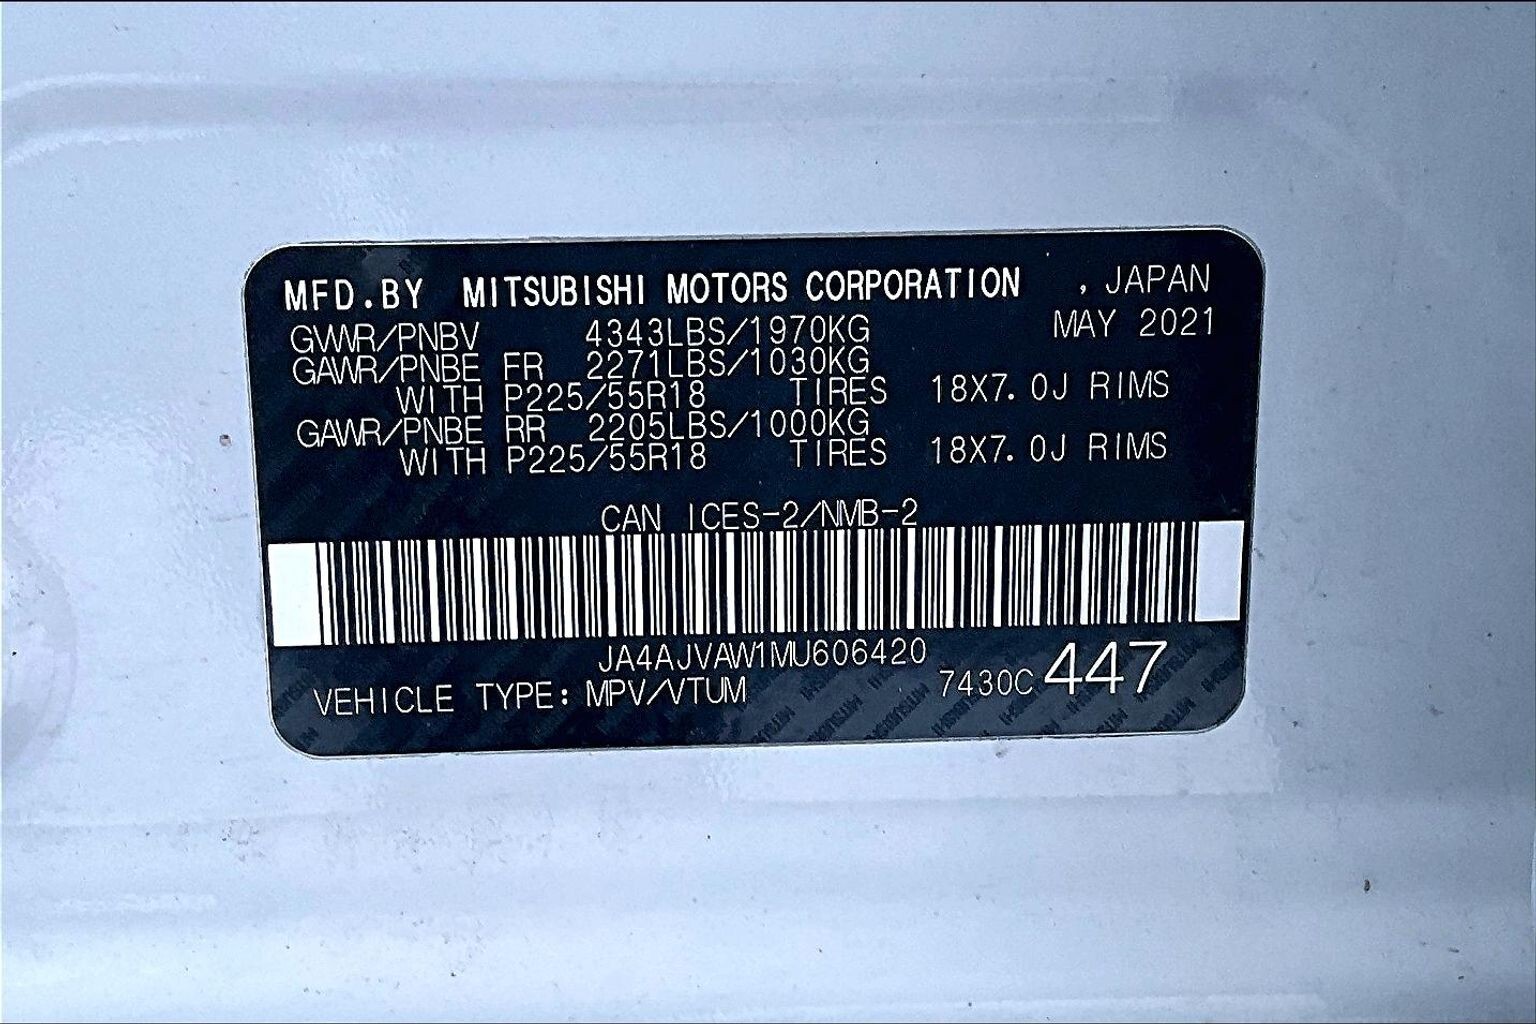 MFD.BY MITSUBISHI MOTORS CORPORATION , JAPAN
GVWR/PNBV 4343LBS/1970KG MAY 2021
GAWR/PNBE FR 2271LBS/1030KG
WITH P225/55R18 TIRES 18X7.0J RIMS
GAWR/PNBE RR 2205LBS/1000KG
WITH P225/55R18 TIRES 18X7.0J RIMS
CAN ICES-2/NMB-2
JA4AJVAW1MU606420
VEHICLE TYPE: MPV/VTUM 7430C 447